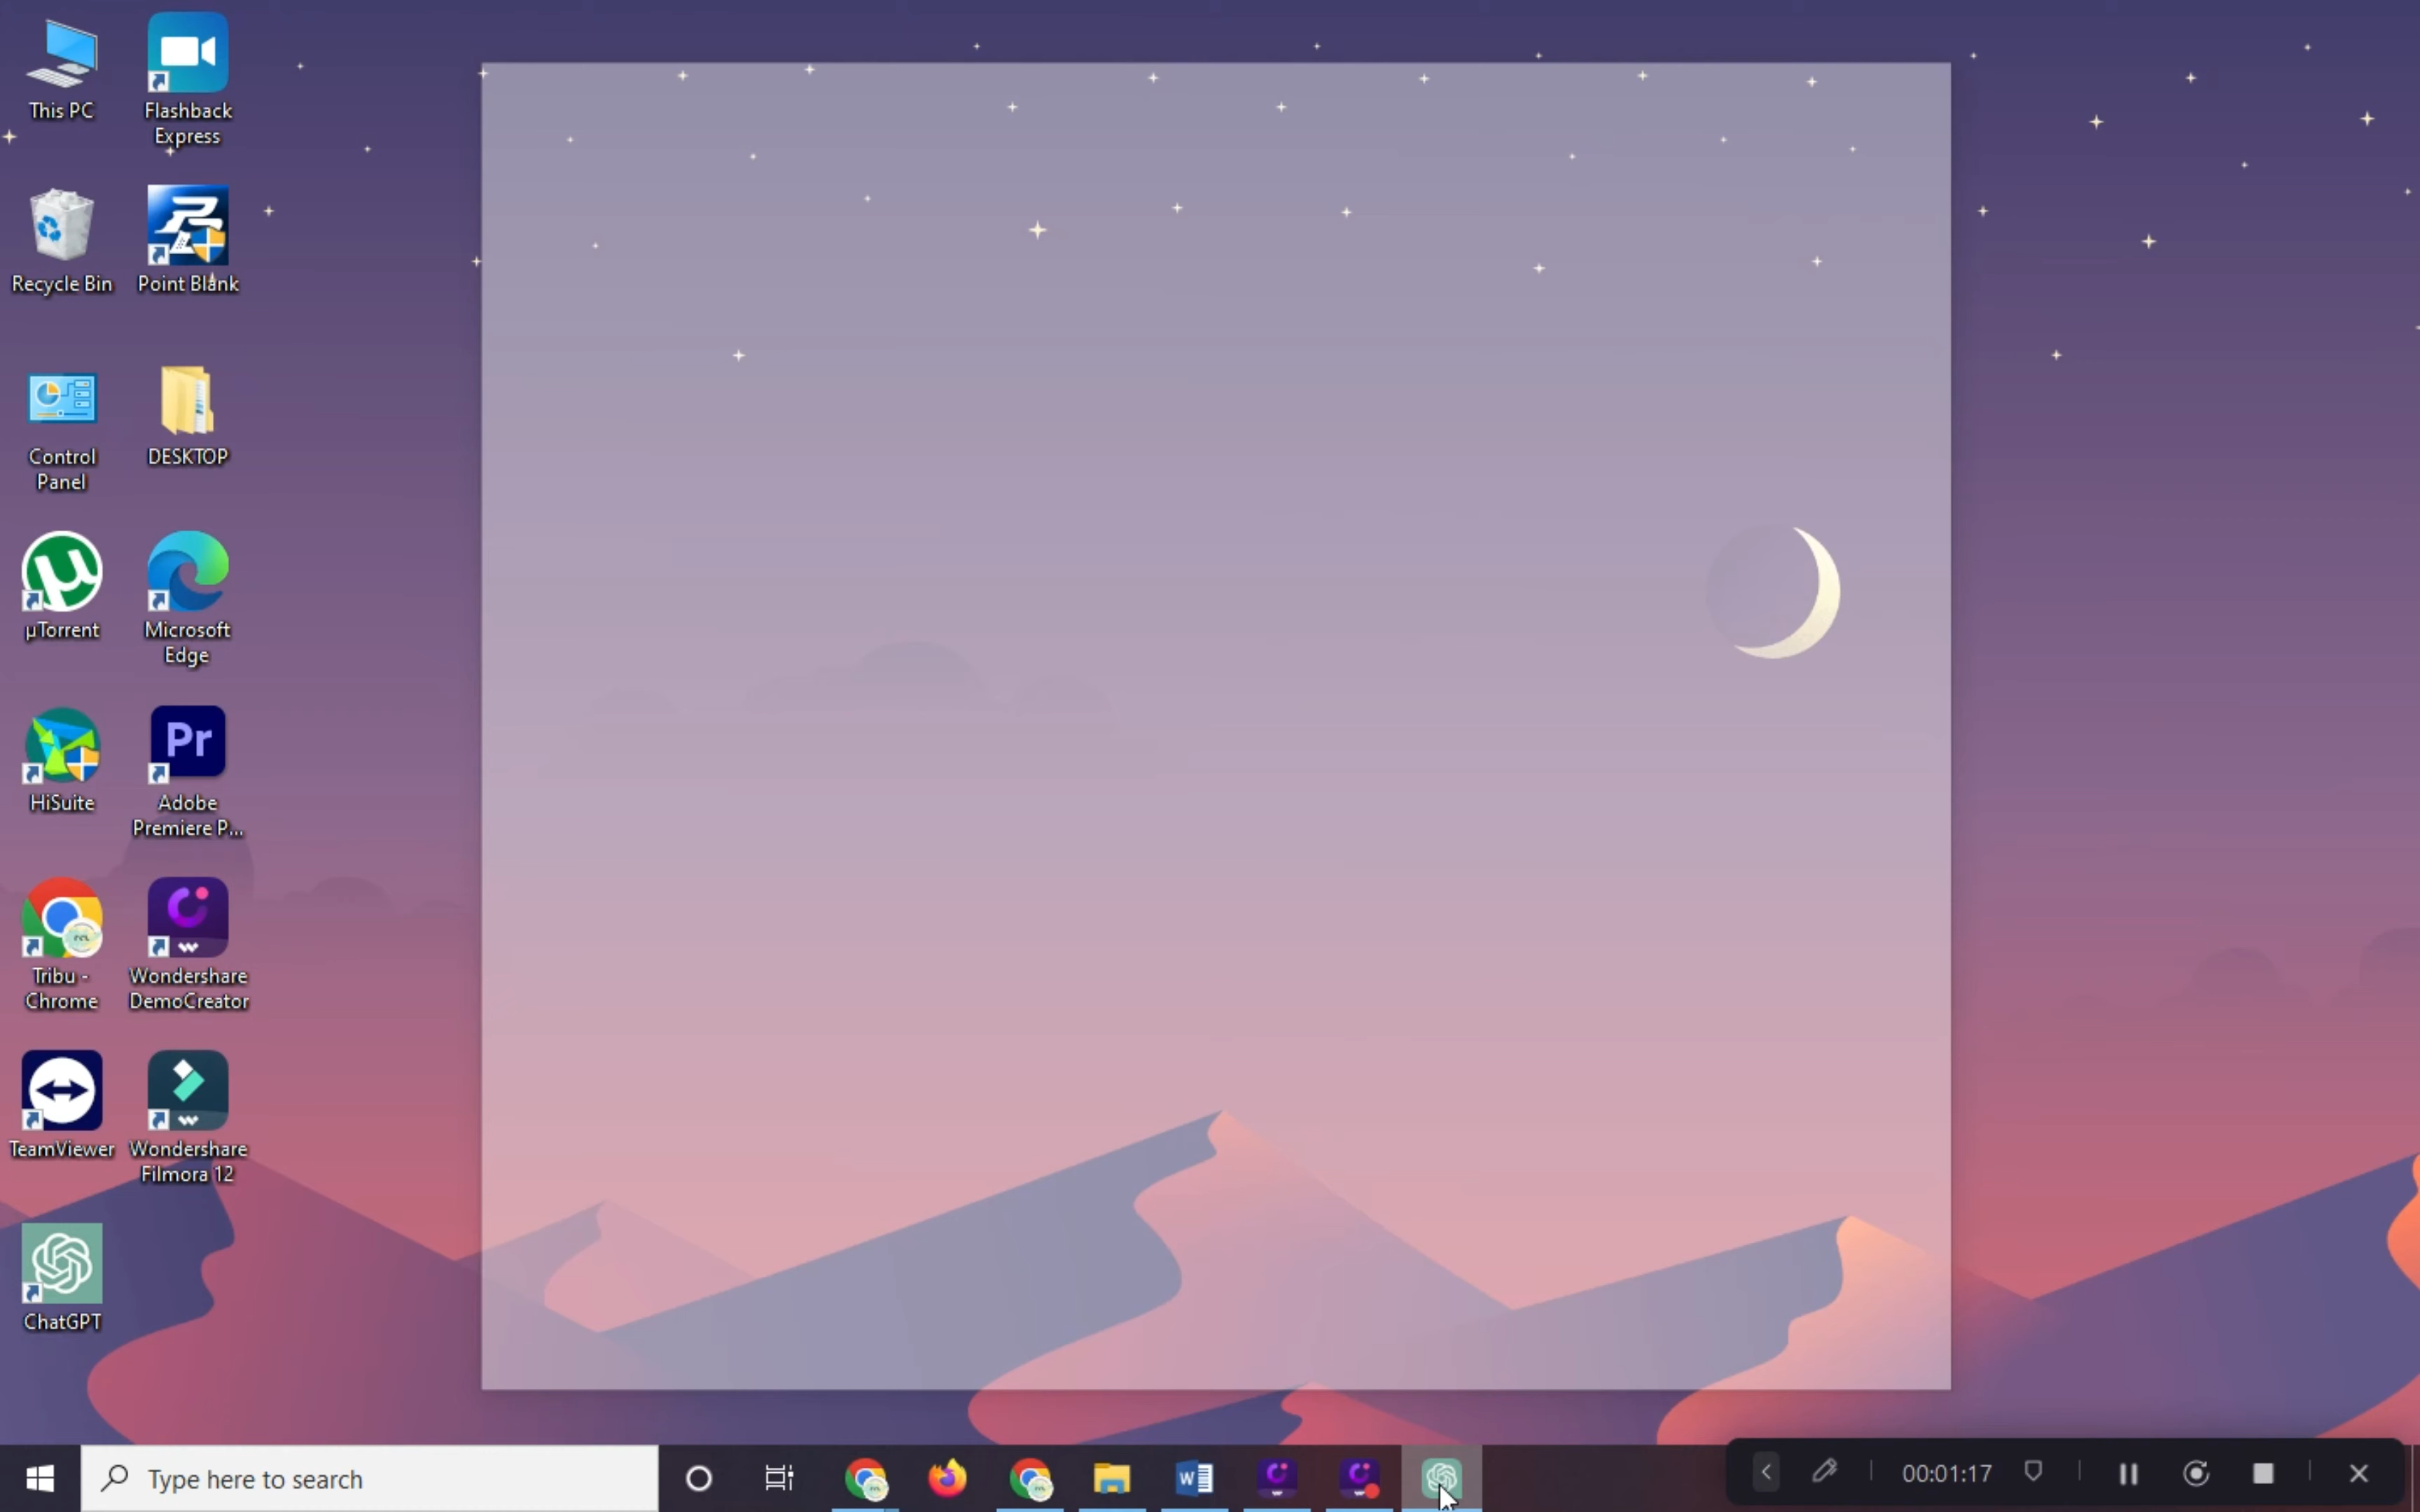 This PC
Flashback
Express
Recycle Bin
Point Blank
Control
Panel
DESKTOP
µTorrent
Microsoft
Edge
HiSuite
Pr
Adobe
Premiere P...
Tribu -
Chrome
Wondershare
DemoCreator
TeamViewer
Wondershare
Filmora 12
ChatGPT
Type here to search
W
00:01:17